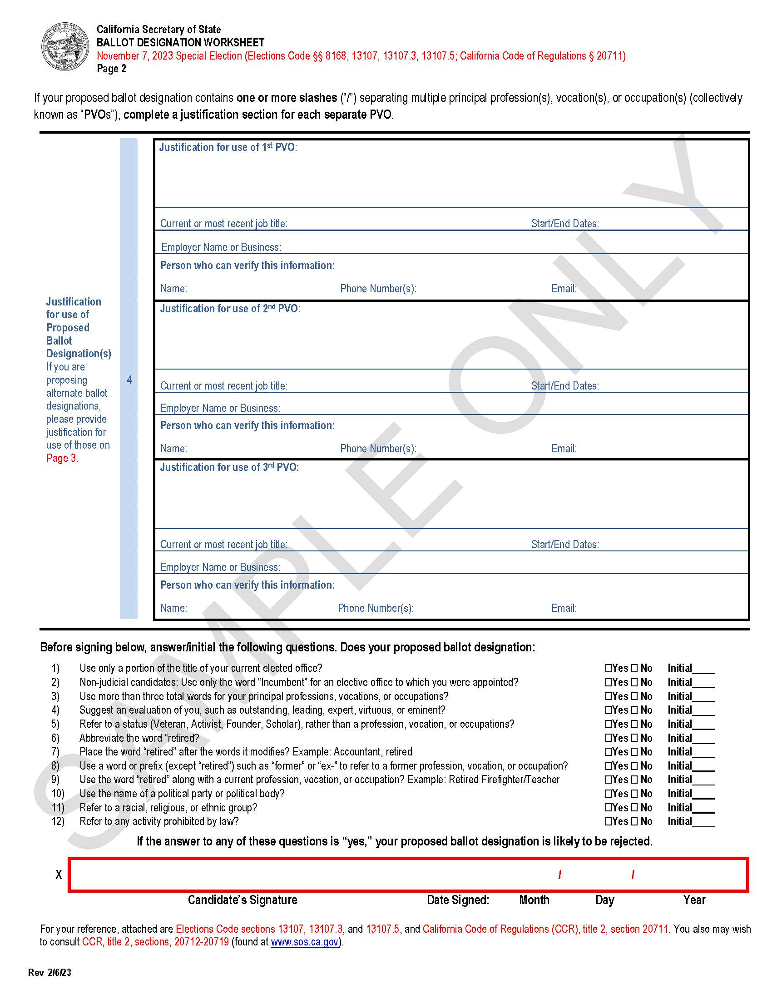 California Secretary of State
BALLOT DESIGNATION WORKSHEET
November 7, 2023 Special Election (Elections Code §§ 8168, 13107, 13107.3, 13107.5; California Code of Regulations § 20711)
Page 2
If your proposed ballot designation contains one or more slashes (“/”) separating multiple principal profession(s), vocation(s), or occupation(s) (collectively
known as “PVOs”), complete a justification section for each separate PVO.
Justification
for use of
Proposed
Ballot
Designation(s)
If you are
proposing
alternate ballot
designations,
please provide
justification for
use of those on
Page 3.
4
Justification for use of 1st PVO:
Current or most recent job title: Start/End Dates:
Employer Name or Business:
Person who can verify this information:
Name: Phone Number(s): Email:
Justification for use of 2nd PVO:
Current or most recent job title: Start/End Dates:
Employer Name or Business:
Person who can verify this information:
Name: Phone Number(s): Email:
Justification for use of 3rd PVO:
Current or most recent job title: Start/End Dates:
Employer Name or Business:
Person who can verify this information:
Name: Phone Number(s): Email:
SAMPLE ONLY
Before signing below, answer/initial the following questions. Does your proposed ballot designation:
1) Use only a portion of the title of your current elected office? ☐Yes ☐ No Initial____
2) Non-judicial candidates: Use only the word “Incumbent” for an elective office to which you were appointed? ☐Yes ☐ No Initial____
3) Use more than three total words for your principal professions, vocations, or occupations? ☐Yes ☐ No Initial____
4) Suggest an evaluation of you, such as outstanding, leading, expert, virtuous, or eminent? ☐Yes ☐ No Initial____
5) Refer to a status (Veteran, Activist, Founder, Scholar), rather than a profession, vocation, or occupations? ☐Yes ☐ No Initial____
6) Abbreviate the word “retired? ☐Yes ☐ No Initial____
7) Place the word “retired” after the words it modifies? Example: Accountant, retired ☐Yes ☐ No Initial____
8) Use a word or prefix (except “retired”) such as “former” or “ex-” to refer to a former profession, vocation, or occupation? ☐Yes ☐ No Initial____
9) Use the word “retired” along with a current profession, vocation, or occupation? Example: Retired Firefighter/Teacher ☐Yes ☐ No Initial____
10) Use the name of a political party or political body? ☐Yes ☐ No Initial____
11) Refer to a racial, religious, or ethnic group? ☐Yes ☐ No Initial____
12) Refer to any activity prohibited by law? ☐Yes ☐ No Initial____
If the answer to any of these questions is “yes,” your proposed ballot designation is likely to be rejected.
X / /
Candidate’s Signature Date Signed: Month Day Year
For your reference, attached are Elections Code sections 13107, 13107.3, and 13107.5, and California Code of Regulations (CCR), title 2, section 20711. You also may wish
to consult CCR, title 2, sections, 20712-20719 (found at www.sos.ca.gov).
Rev 2/6/23